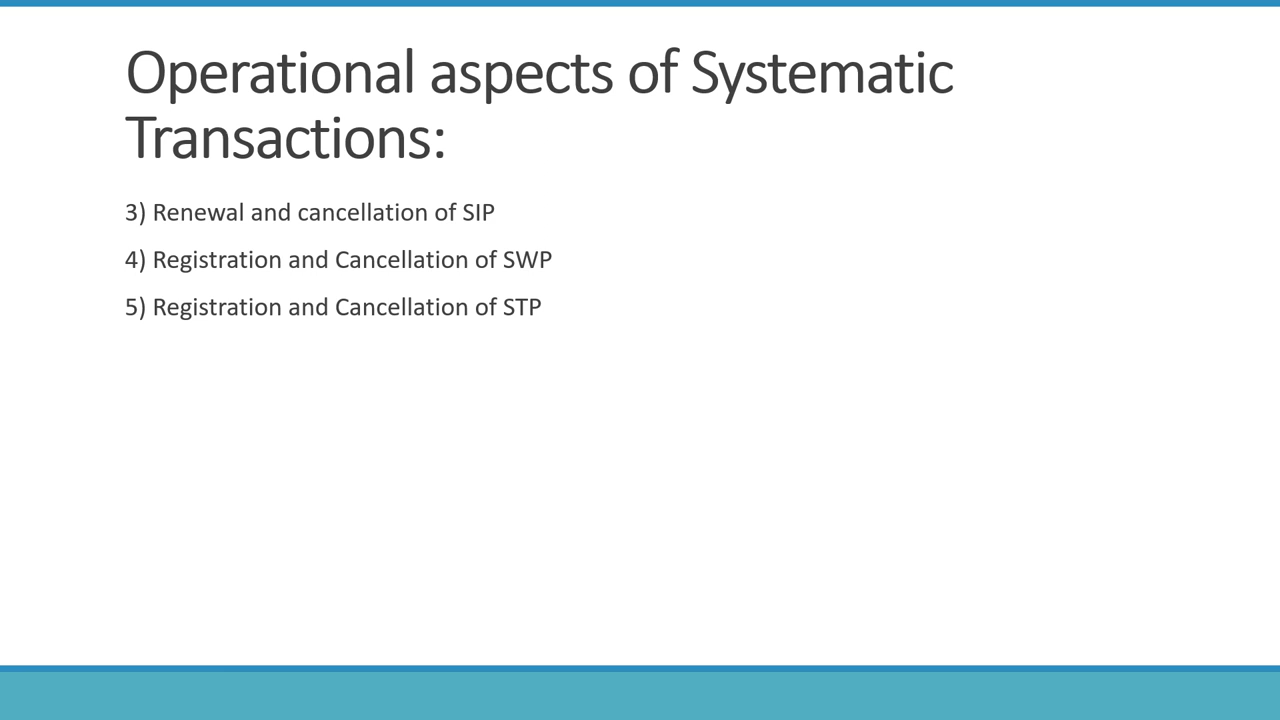 Operational aspects of Systematic
Transactions:
3) Renewal and cancellation of SIP
4) Registration and Cancellation of SWP
5) Registration and Cancellation of STP